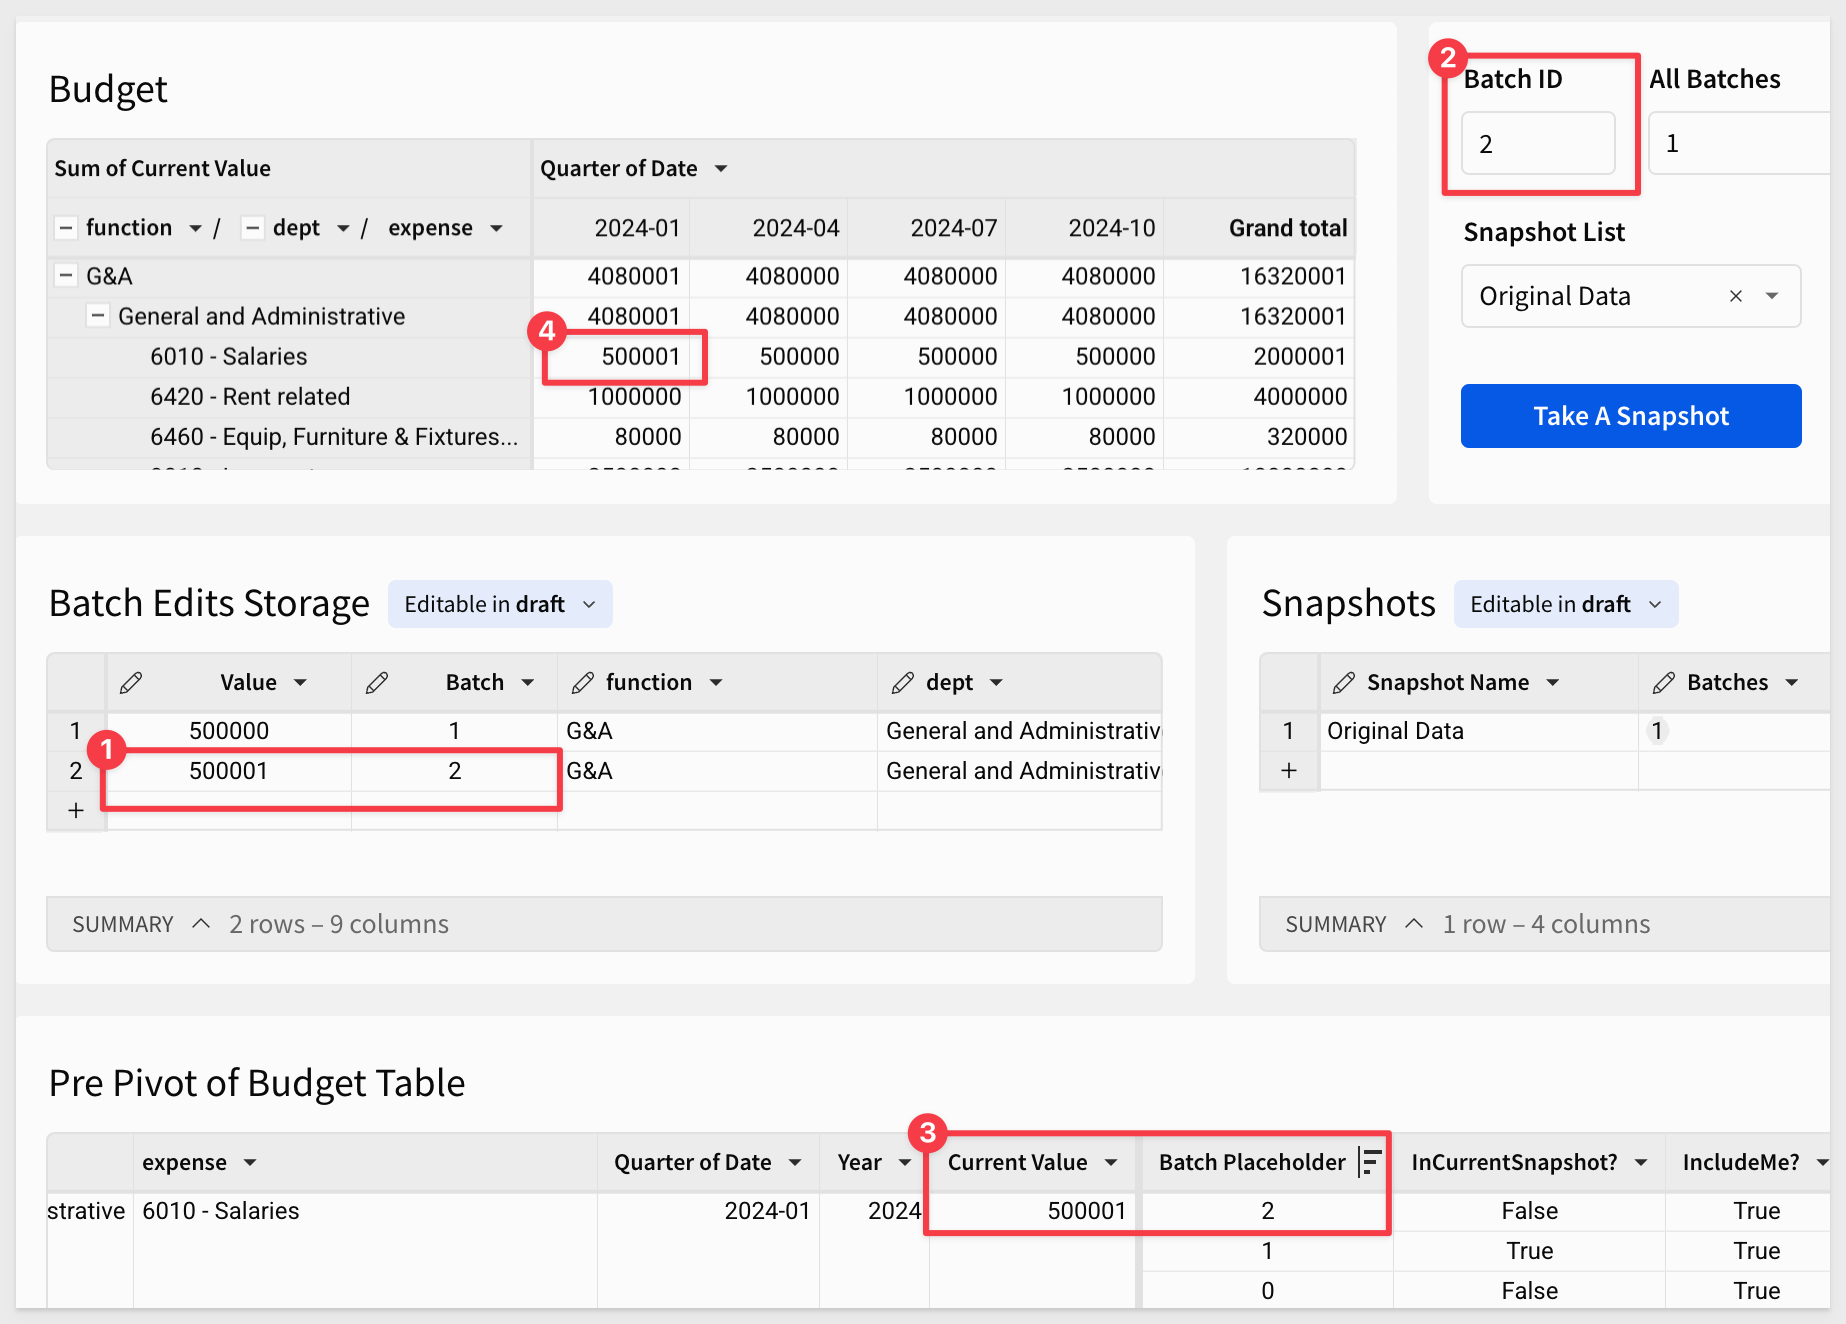 Budget
Sum of Current Value
Quarter of Date
function / dept / expense
2024-01 2024-04 2024-07 2024-10 Grand total
G&A 4080001 4080000 4080000 4080000 16320001
General and Administrative 4080001 4080000 4080000 4080000 16320001
4
6010 - Salaries 500001 500000 500000 500000 2000001
6420 - Rent related 1000000 1000000 1000000 1000000 4000000
6460 - Equip, Furniture & Fixtures... 80000 80000 80000 80000 320000
2
Batch ID
2
All Batches
1
Snapshot List
Original Data
Take A Snapshot
Batch Edits Storage
Editable in draft
Value Batch function dept
1 500000 1 G&A General and Administrativ
1
2 500001 2 G&A General and Administrativ
+
SUMMARY 2 rows – 9 columns
Snapshots
Editable in draft
Snapshot Name Batches
1 Original Data 1
+
SUMMARY 1 row – 4 columns
Pre Pivot of Budget Table
3
expense Quarter of Date Year Current Value Batch Placeholder InCurrentSnapshot? IncludeMe?
strative 6010 - Salaries 2024-01 2024 500001 2 False True
1 True True
0 False True